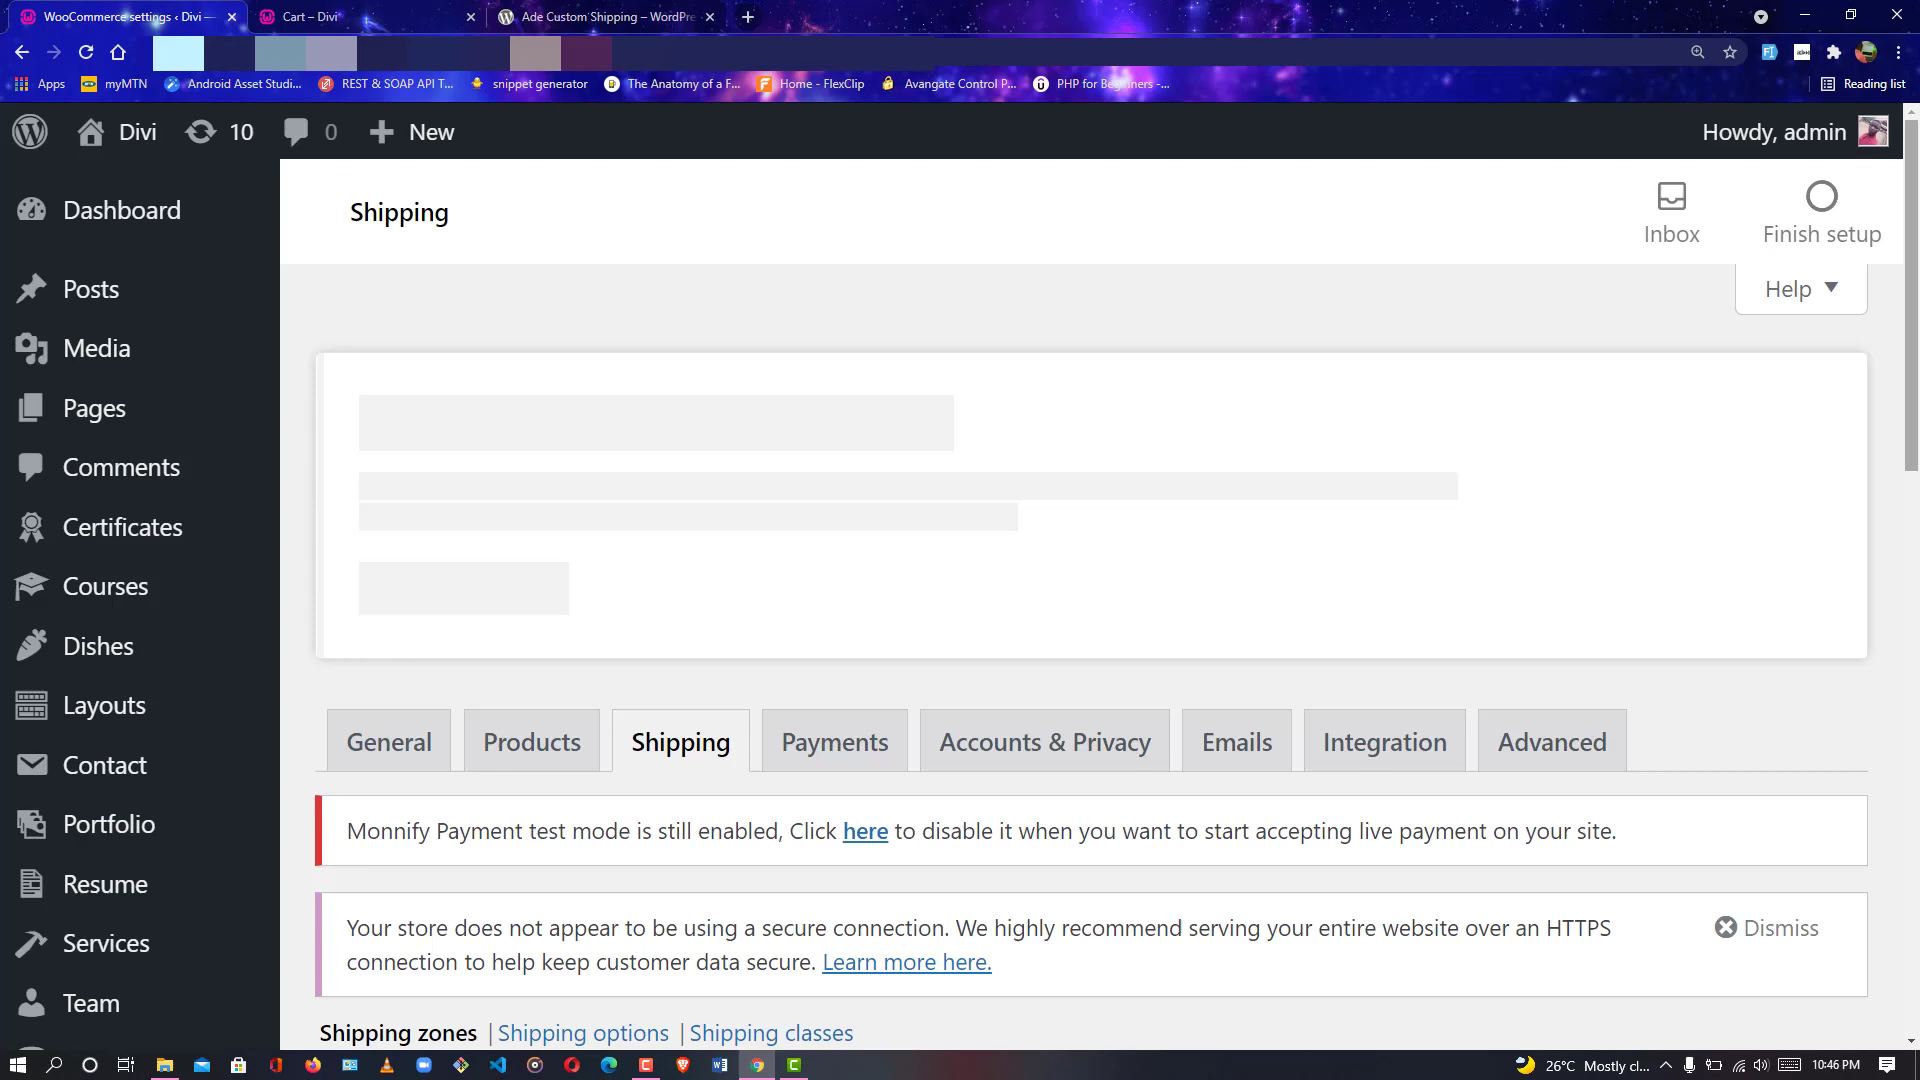 WooCommerce settings ‹ Divi —
Cart – Divi
Ade Custom Shipping – WordPre
Apps
myMTN
Android Asset Studi...
REST & SOAP API T...
snippet generator
The Anatomy of a F...
Home - FlexClip
Avangate Control P...
PHP for Beginners -...
Reading list
Divi
10
0
New
Howdy, admin
Dashboard
Posts
Media
Pages
Comments
Certificates
Courses
Dishes
Layouts
Contact
Portfolio
Resume
Services
Team
Shipping
Inbox
Finish setup
Help
General
Products
Shipping
Payments
Accounts & Privacy
Emails
Integration
Advanced
Monnify Payment test mode is still enabled, Click here to disable it when you want to start accepting live payment on your site.
Your store does not appear to be using a secure connection. We highly recommend serving your entire website over an HTTPS
connection to help keep customer data secure. Learn more here.
Dismiss
Shipping zones | Shipping options | Shipping classes
26°C Mostly cl...
10:46 PM